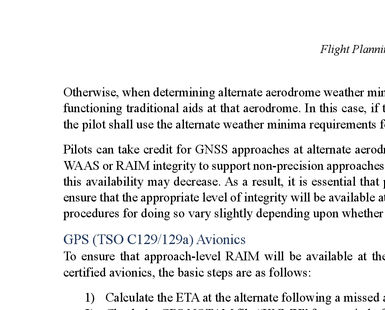 Flight
Otherwise, when determining alternate aerodrome weather
functioning traditional aids at that aerodrome. In this case, if
the pilot shall use the alternate weather minima requirements
Pilots can take credit for GNSS approaches at alternate
WAAS or RAIM integrity to support non-precision approaches
this availability may decrease. As a result, it is essential that
ensure that the appropriate level of integrity will be available
procedures for doing so vary slightly depending upon whether
GPS (TSO C129/129a) Avionics
To ensure that approach-level RAIM will be available at the
certified avionics, the basic steps are as follows:
1) Calculate the ETA at the alternate following a missed